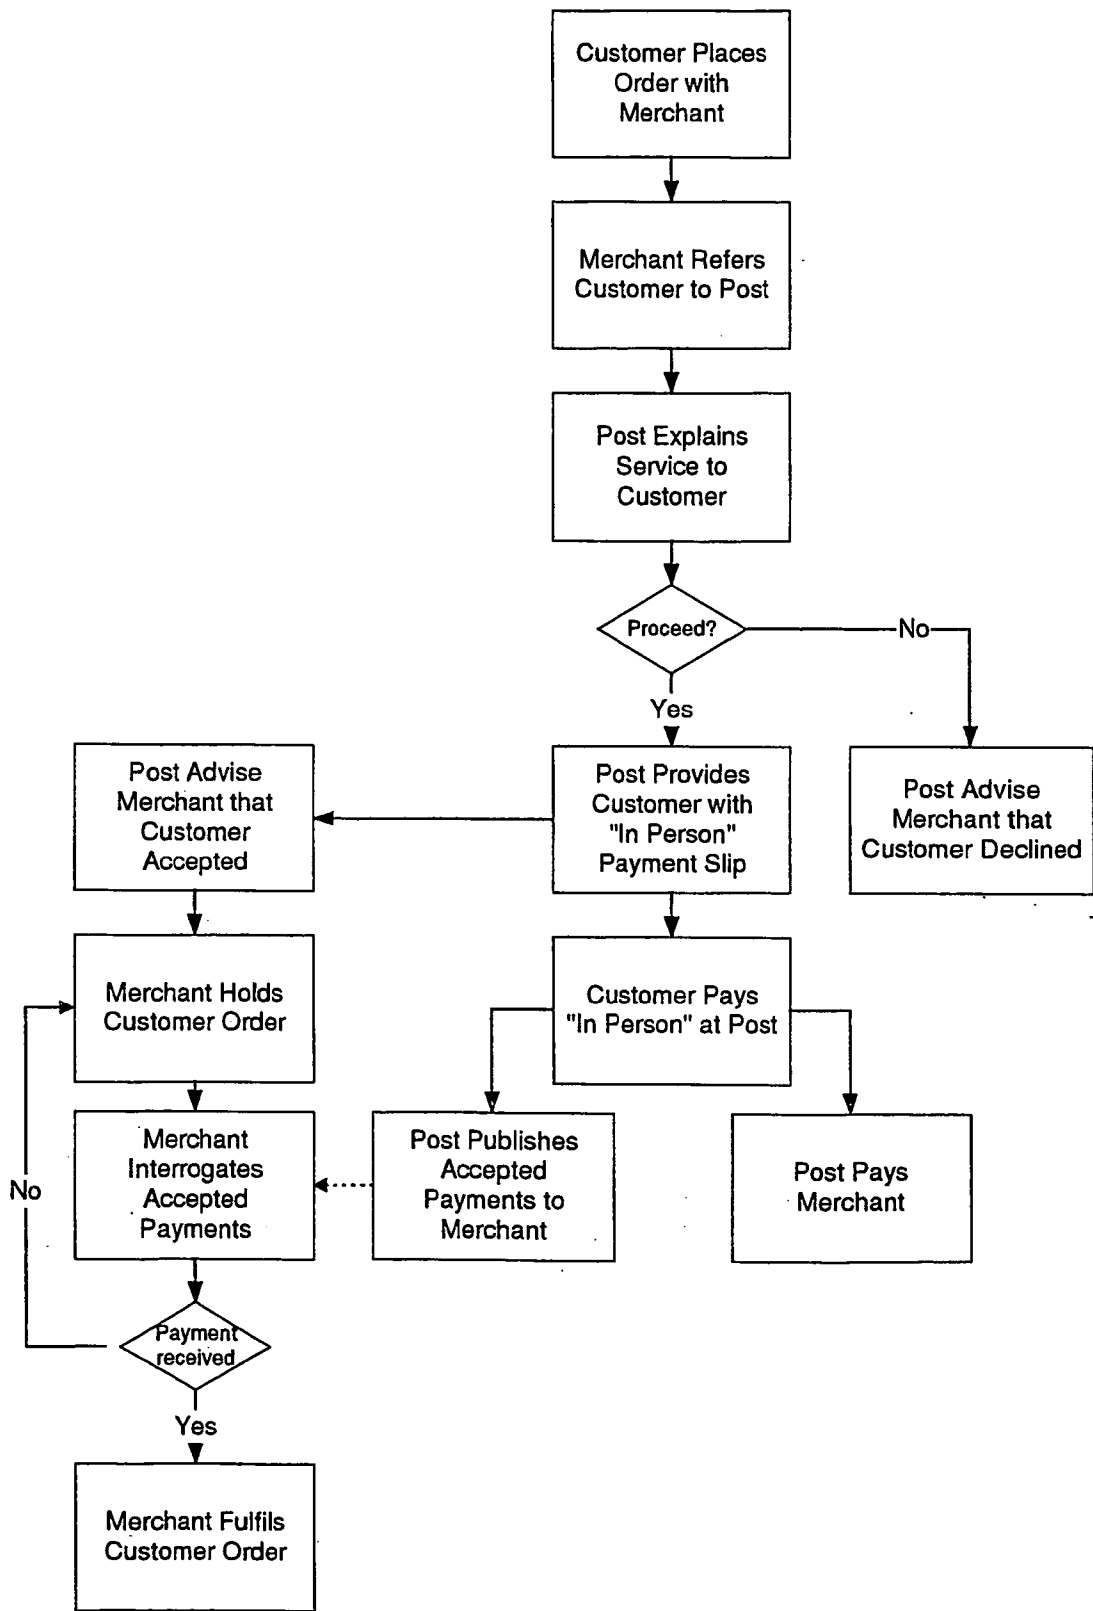 Customer Places
Order with
Merchant
Merchant Refers
Customer to Post
Post Explains
Service to
Customer
Proceed?
No
Yes
Post Advise
Merchant that
Customer
Accepted
Post Provides
Customer with
"In Person"
Payment Slip
Post Advise
Merchant that
Customer Declined
Merchant Holds
Customer Order
Customer Pays
"In Person" at Post
Merchant
Interrogates
Accepted
Payments
Post Publishes
Accepted
Payments to
Merchant
Post Pays
Merchant
No
Payment
received
Yes
Merchant Fulfils
Customer Order